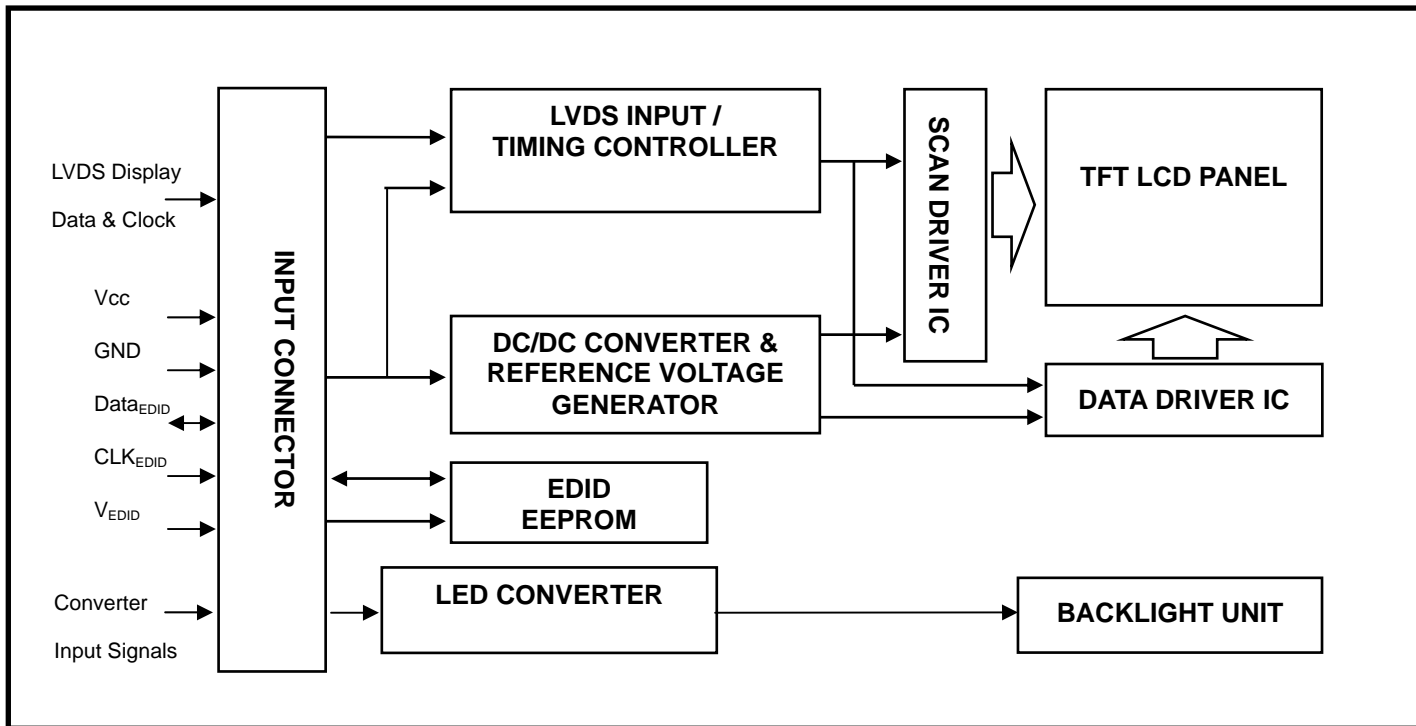 LVDS Display
Data & Clock
Vcc
GND
DataEDID
CLKEDID
VEDID
Converter
Input Signals
INPUT CONNECTOR
LVDS INPUT /
TIMING CONTROLLER
DC/DC CONVERTER &
REFERENCE VOLTAGE
GENERATOR
EDID
EEPROM
LED CONVERTER
SCAN DRIVER IC
TFT LCD PANEL
DATA DRIVER IC
BACKLIGHT UNIT